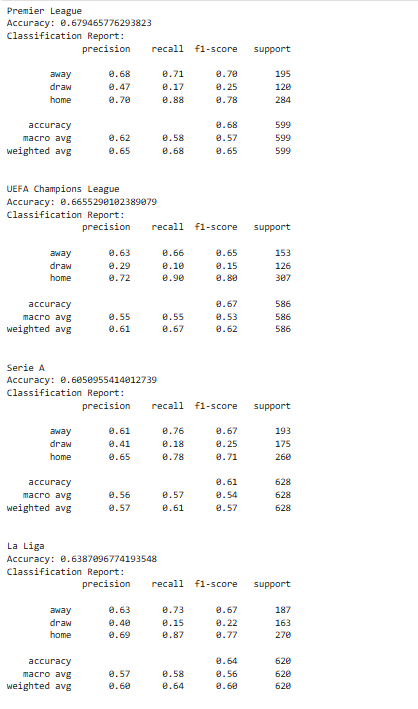 Premier League
Accuracy: 0.679465776293823
Classification Report:
precision recall f1-score support
away 0.68 0.71 0.70 195
draw 0.47 0.17 0.25 120
home 0.70 0.88 0.78 284
accuracy 0.68 599
macro avg 0.62 0.58 0.57 599
weighted avg 0.65 0.68 0.65 599
UEFA Champions League
Accuracy: 0.6655290102389079
Classification Report:
precision recall f1-score support
away 0.63 0.66 0.65 153
draw 0.29 0.10 0.15 126
home 0.72 0.90 0.80 307
accuracy 0.67 586
macro avg 0.55 0.55 0.53 586
weighted avg 0.61 0.67 0.62 586
Serie A
Accuracy: 0.6050955414012739
Classification Report:
precision recall f1-score support
away 0.61 0.76 0.67 193
draw 0.41 0.18 0.25 175
home 0.65 0.78 0.71 260
accuracy 0.61 628
macro avg 0.56 0.57 0.54 628
weighted avg 0.57 0.61 0.57 628
La Liga
Accuracy: 0.6387096774193548
Classification Report:
precision recall f1-score support
away 0.63 0.73 0.67 187
draw 0.40 0.15 0.22 163
home 0.69 0.87 0.77 270
accuracy 0.64 620
macro avg 0.57 0.58 0.56 620
weighted avg 0.60 0.64 0.60 620